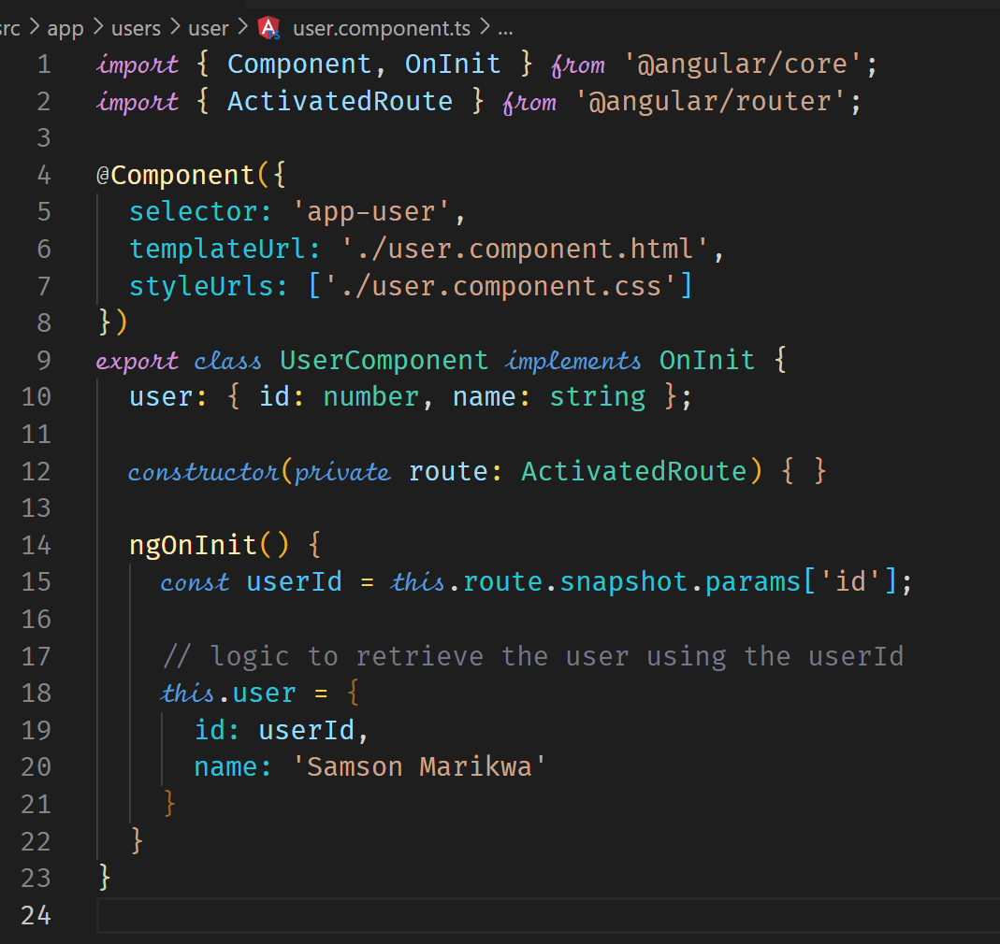 src > app > users > user > user.component.ts > ...
1 import { Component, OnInit } from '@angular/core';
2 import { ActivatedRoute } from '@angular/router';
3
4 @Component({
5   selector: 'app-user',
6   templateUrl: './user.component.html',
7   styleUrls: ['./user.component.css']
8 })
9 export class UserComponent implements OnInit {
10   user: { id: number, name: string };
11
12   constructor(private route: ActivatedRoute) { }
13
14   ngOnInit() {
15     const userId = this.route.snapshot.params['id'];
16
17     // logic to retrieve the user using the userId
18     this.user = {
19       id: userId,
20       name: 'Samson Marikwa'
21     }
22   }
23 }
24